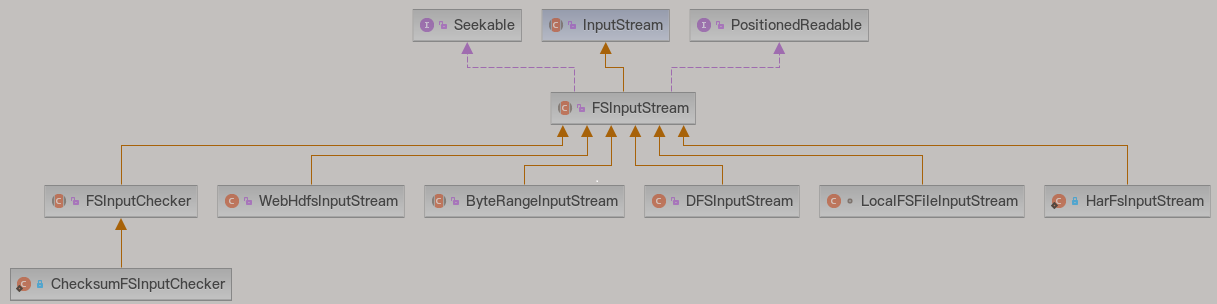 Seekable
InputStream
PositionedReadable
FSInputStream
FSInputChecker
WebHdfsInputStream
ByteRangeInputStream
DFSInputStream
LocalFSFileInputStream
HarFsInputStream
ChecksumFSInputChecker